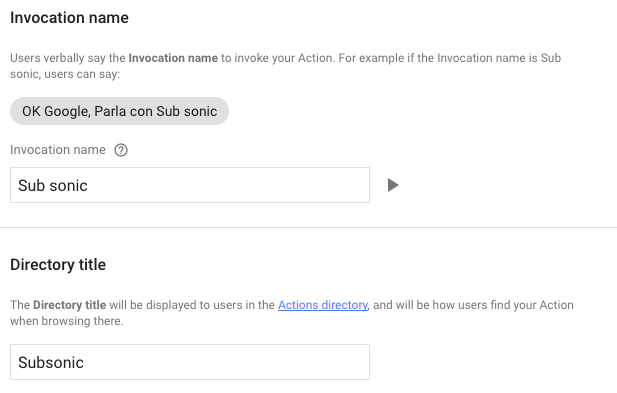 Invocation name
Users verbally say the Invocation name to invoke your Action. For example if the Invocation name is Sub
sonic, users can say:
OK Google, Parla con Sub sonic
Invocation name ?
Sub sonic
Directory title
The Directory title will be displayed to users in the Actions directory, and will be how users find your Action
when browsing there.
Subsonic